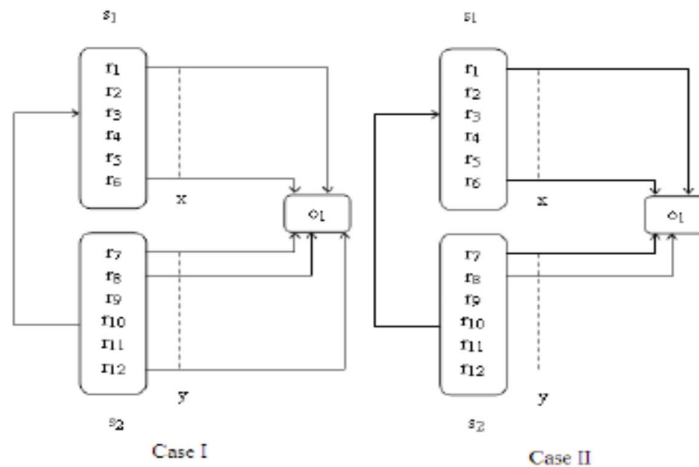 s1
r1
r2
r3
r4
r5
r6
x
o1
r7
r8
r9
r10
r11
r12
y
s2
Case I
s1
r1
r2
r3
r4
r5
r6
x
o1
r7
r8
r9
r10
r11
r12
y
s2
Case II